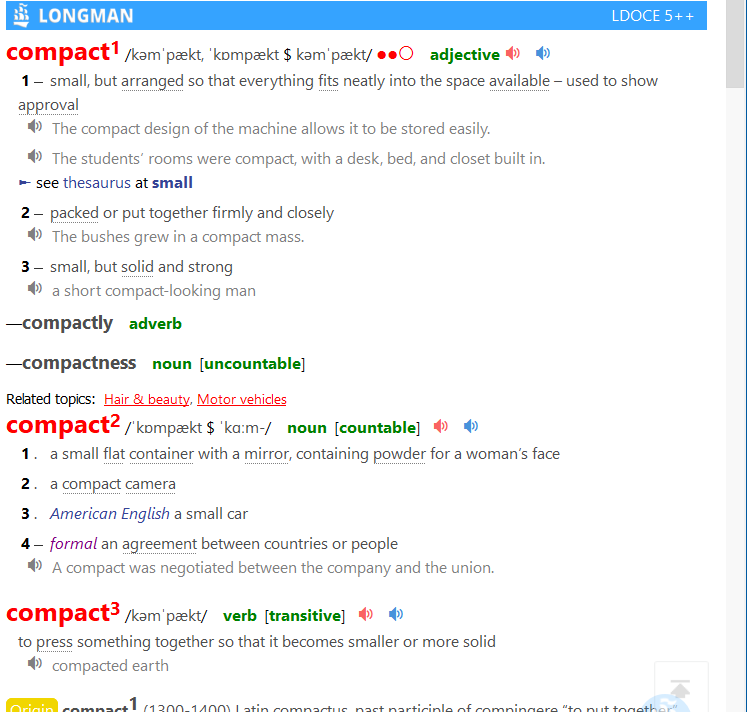 LONGMAN LDOCE 5++
compact1 /kəmˈpækt, ˈkɒmpækt $ kəmˈpækt/ ●●○ adjective
1 – small, but arranged so that everything fits neatly into the space available – used to show
approval
The compact design of the machine allows it to be stored easily.
The students’ rooms were compact, with a desk, bed, and closet built in.
► see thesaurus at small
2 – packed or put together firmly and closely
The bushes grew in a compact mass.
3 – small, but solid and strong
a short compact-looking man
—compactly adverb
—compactness noun [uncountable]
Related topics: Hair & beauty, Motor vehicles
compact2 /ˈkɒmpækt $ ˈkɑːm-/ noun [countable]
1 . a small flat container with a mirror, containing powder for a woman’s face
2 . a compact camera
3 . American English a small car
4 – formal an agreement between countries or people
A compact was negotiated between the company and the union.
compact3 /kəmˈpækt/ verb [transitive]
to press something together so that it becomes smaller or more solid
compacted earth
Origin compact1 (1300-1400) Latin compactus, past participle of compingere “to put together”